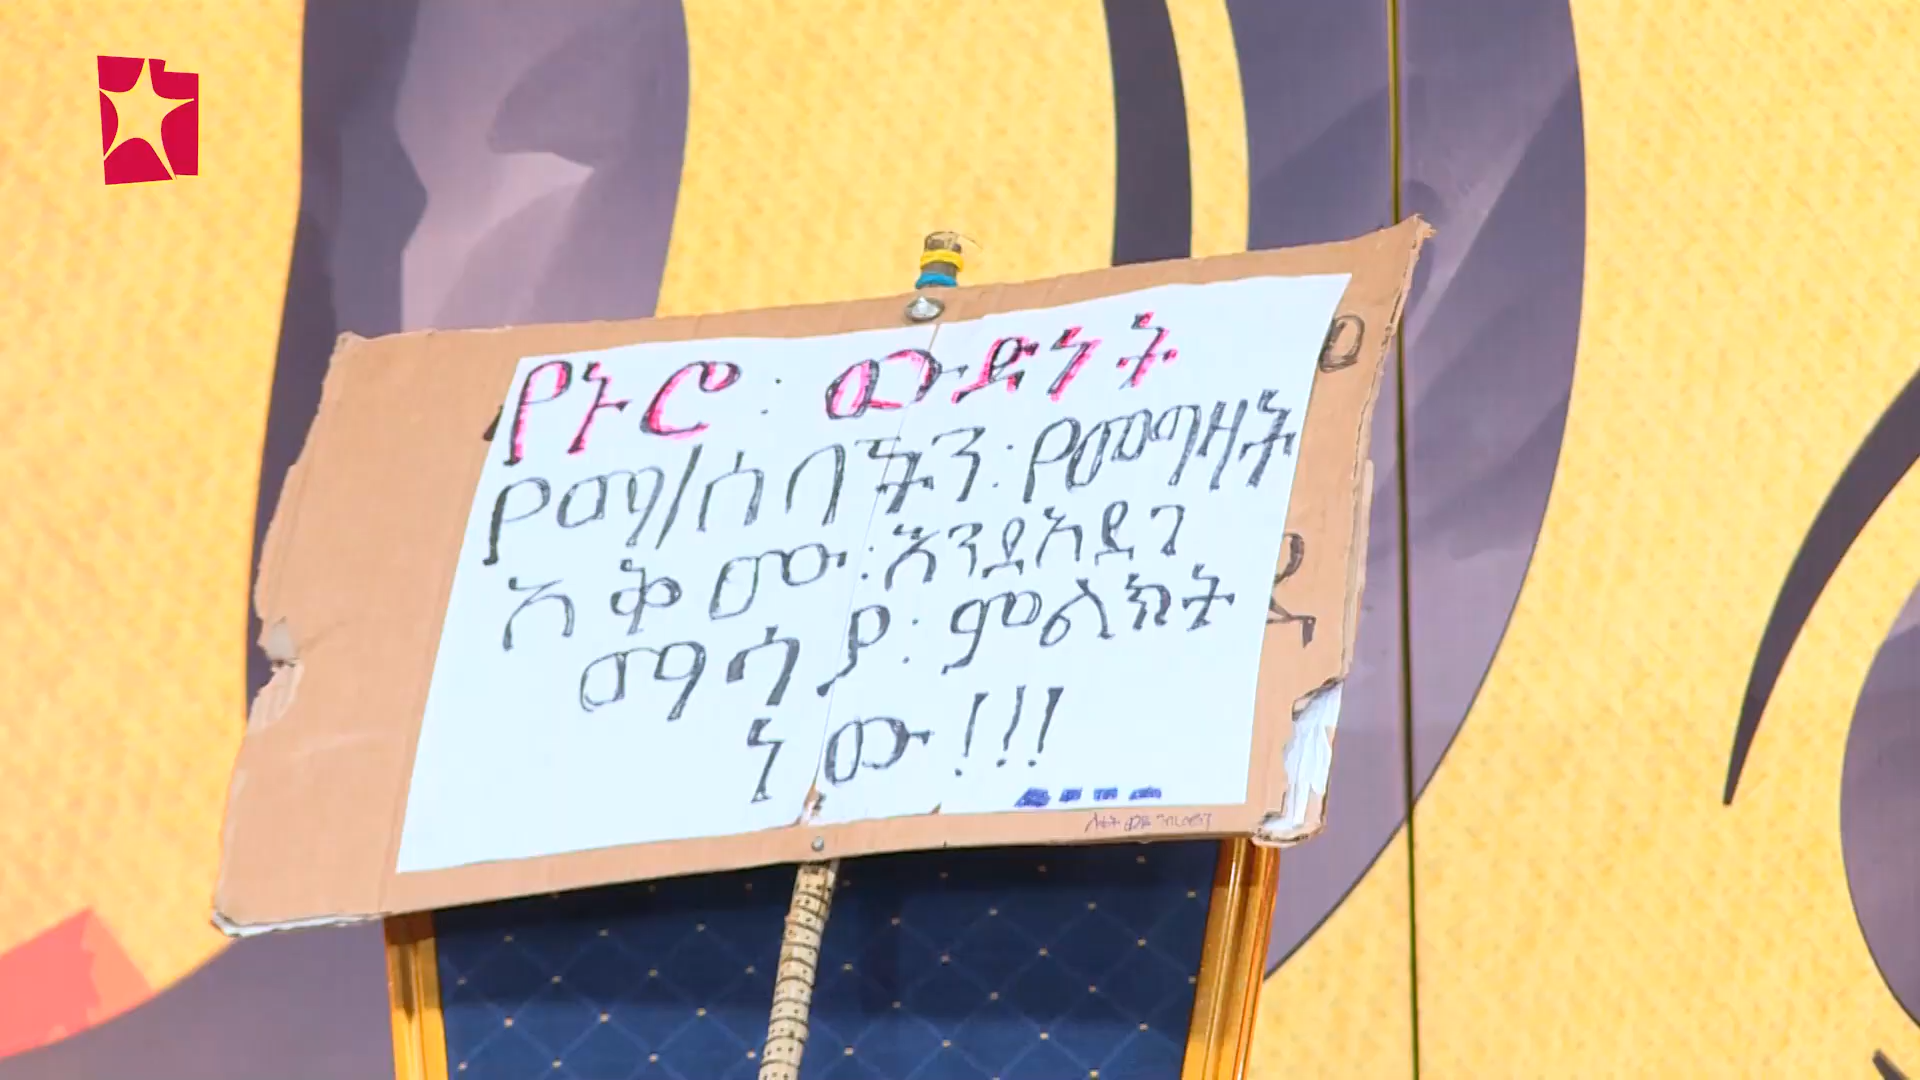 የኑሮ : ውድነት
የማ/ሰባችን : የመግዛት
አቅሙ : እንደአደገ
ማሳያ : ምልክት
ነው !!!